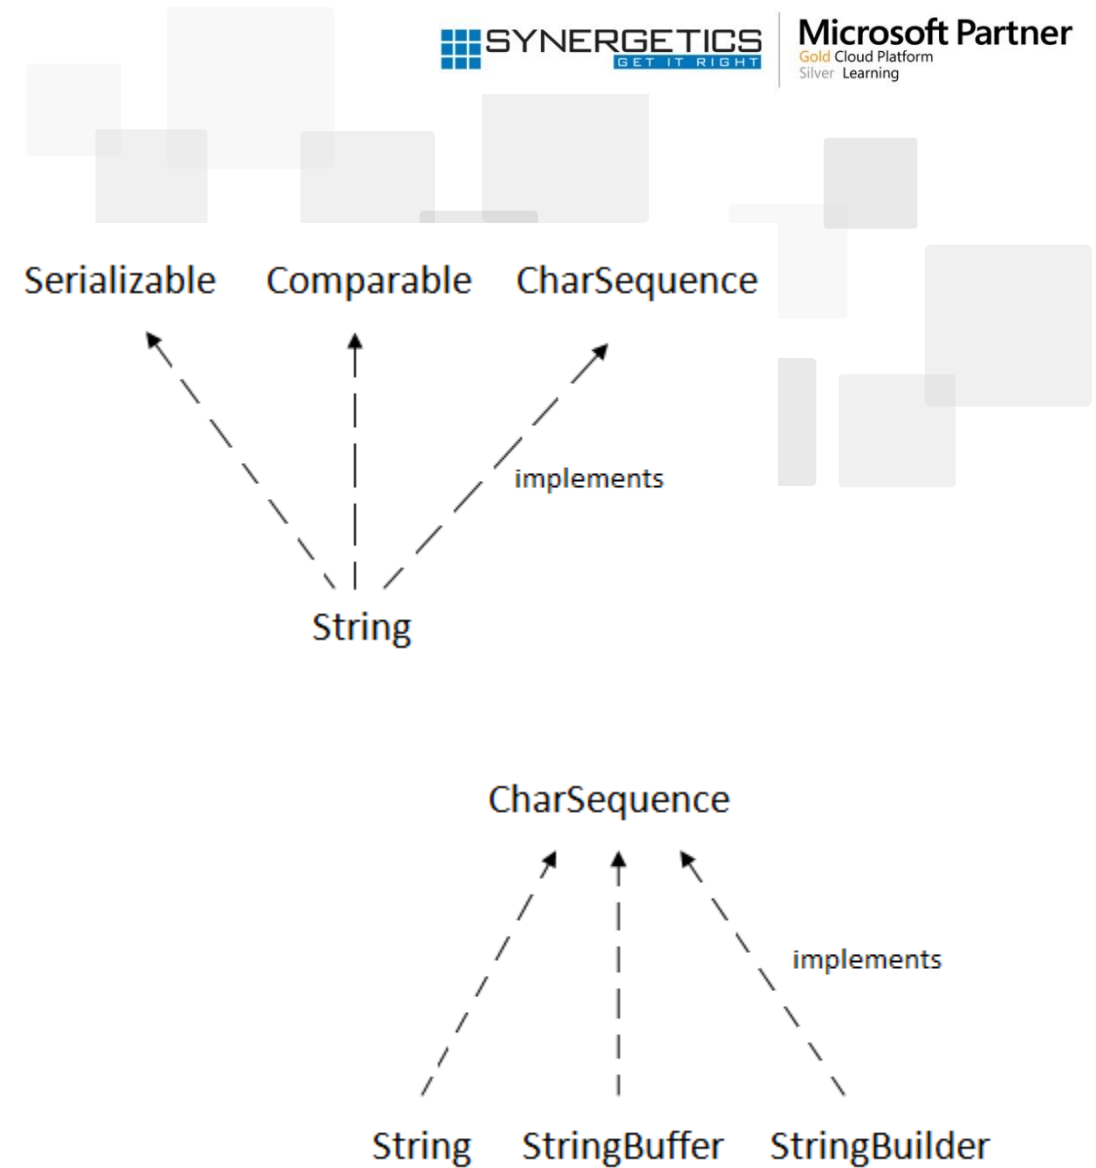 SYNERGETICS
GET IT RIGHT
Microsoft Partner
Gold Cloud Platform
Silver Learning
Serializable Comparable CharSequence
implements
String
CharSequence
implements
String StringBuffer StringBuilder